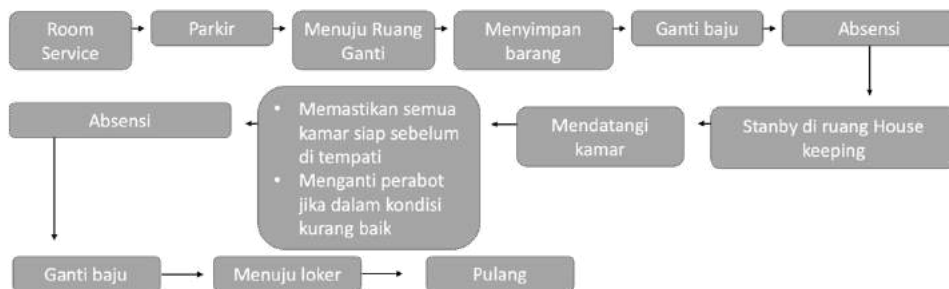 Room
Service
Parkir
Menuju Ruang
Ganti
Menyimpan
barang
Ganti baju
Absensi
Stanby di ruang House
keeping
Mendatangi
kamar
• Memastikan semua
kamar siap sebelum
di tempati
• Menganti perabot
jika dalam kondisi
kurang baik
Absensi
Ganti baju
Menuju loker
Pulang